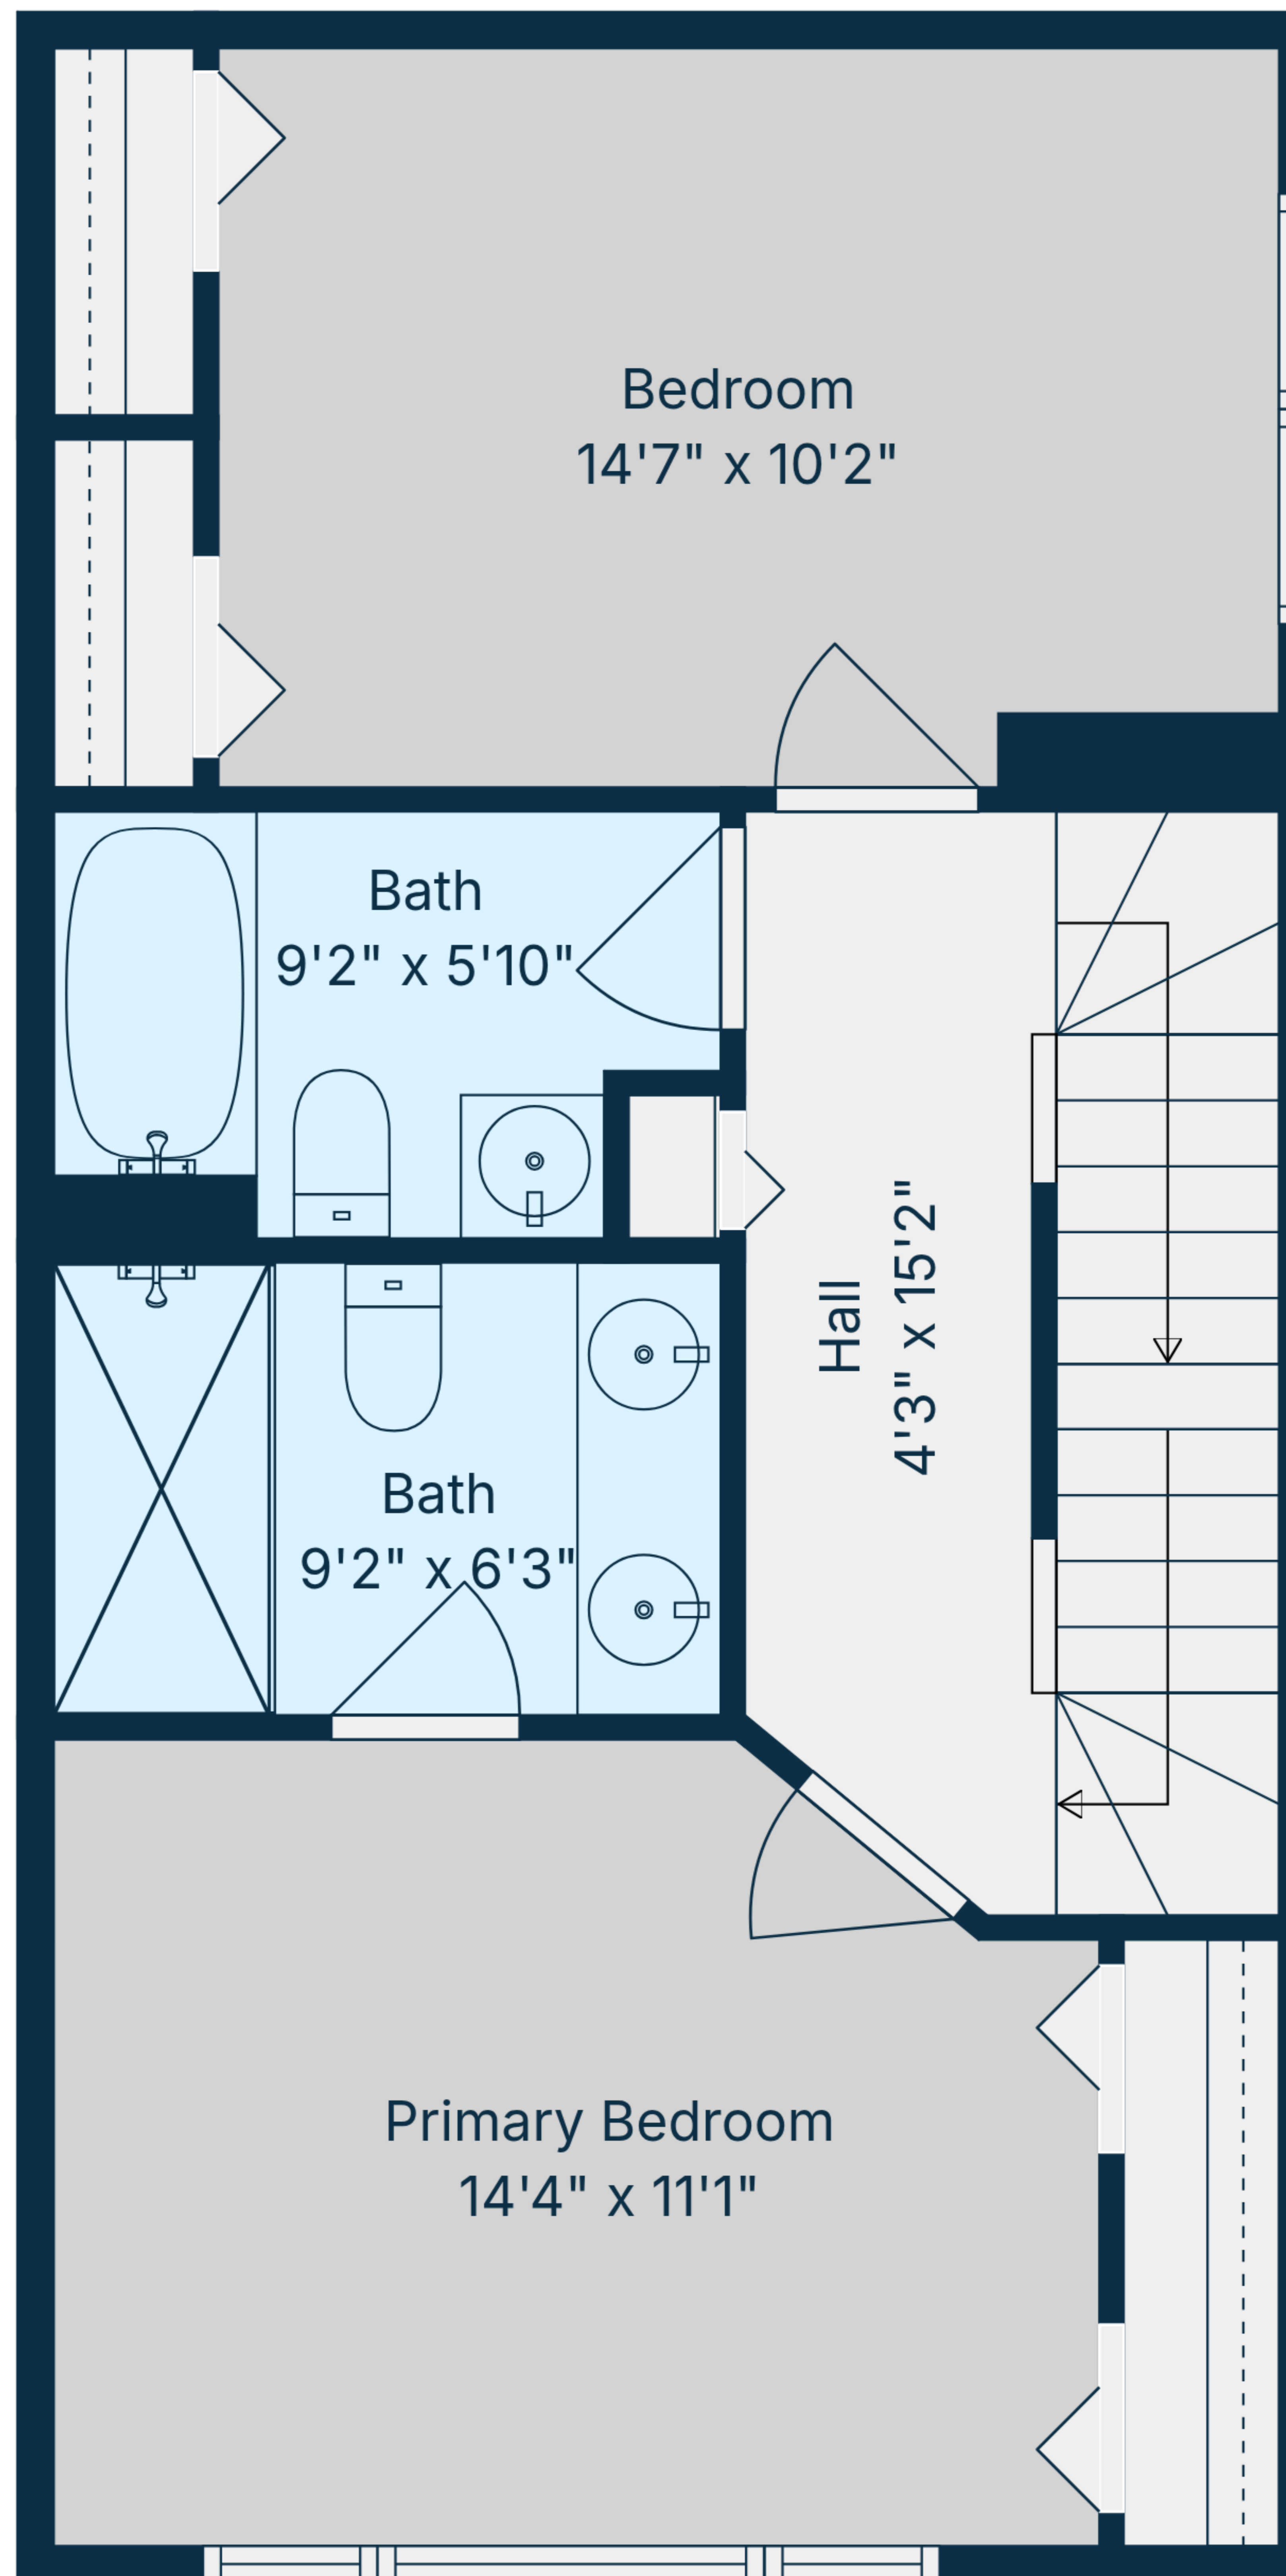 Bedroom
14'7" x 10'2"
Bath
9'2" x 5'10"
Hall
4'3" x 15'2"
Bath
9'2" x 6'3"
Primary Bedroom
14'4" x 11'1"